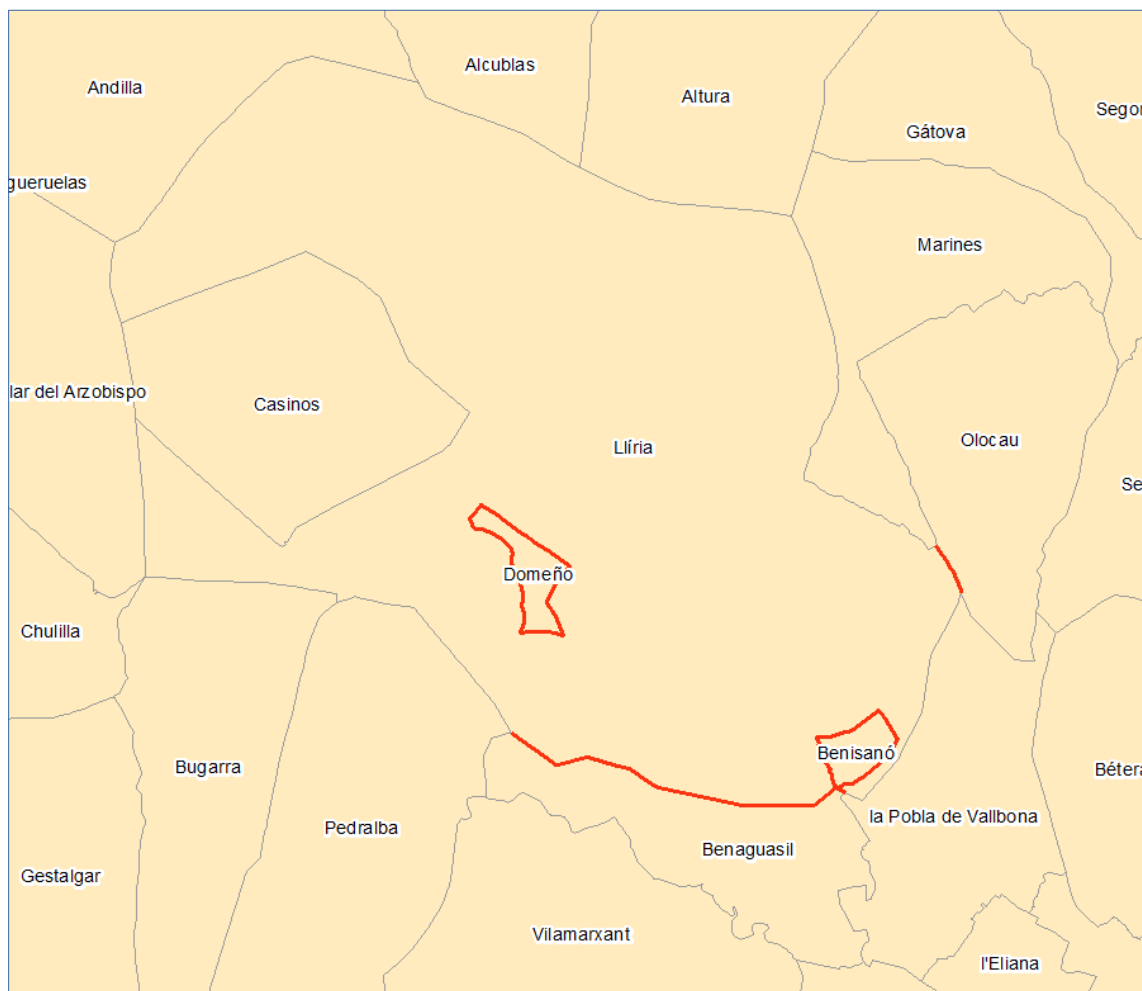 Alcublas
Andilla
Altura
Segor
Gátova
gueruelas
Marines
lar del Arzobispo
Casinos
Llíria
Olocau
Se
Domeño
Chulilla
Benisanó
Bugarra
Bétera
la Pobla de Vallbona
Pedralba
Benaguasil
Gestalgar
Vilamarxant
l'Eliana